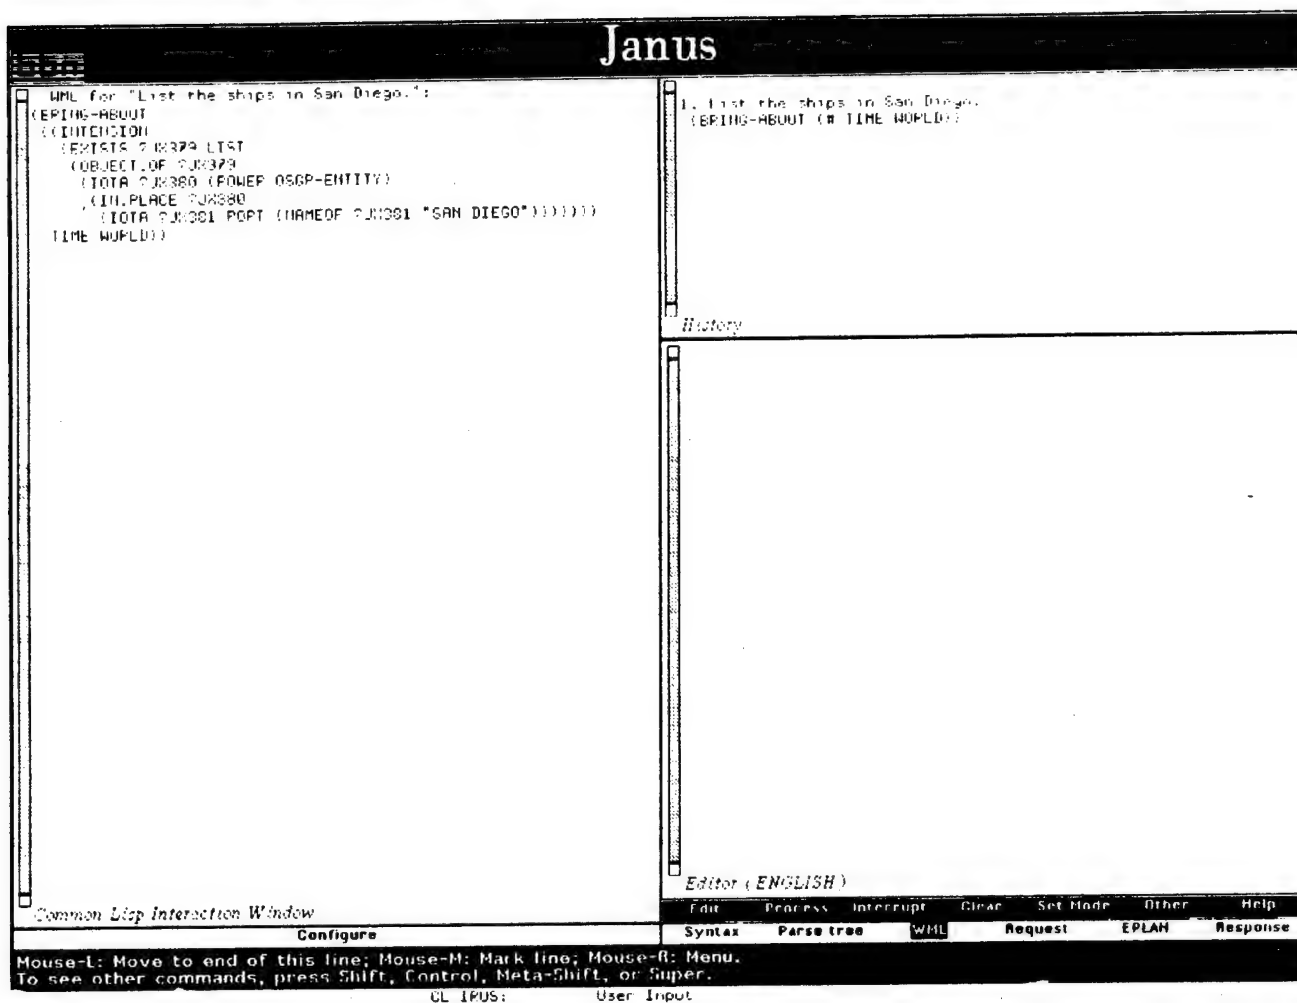 Janus
WML for "List the ships in San Diego.":
(BRING-ABOUT
((INTENSION
(EXISTS ?JX379 LIST
(OBJECT.OF ?JX379
(IOTA ?JX380 (POWER OSGP-ENTITY)
(IN.PLACE ?JX380
(IOTA ?JX381 PORT (NAMEOF ?JX381 "SAN DIEGO")))))))
TIME WORLD))
Common Lisp Interaction Window
Configure
1. List the ships in San Diego.
(BRING-ABOUT (# TIME WORLD))
History
Editor (ENGLISH)
Edit Process Interrupt Clear Set Mode Other Help
Syntax Parse tree WML Request EPLAN Response
Mouse-L: Move to end of this line; Mouse-M: Mark line; Mouse-R: Menu.
To see other commands, press Shift, Control, Meta-Shift, or Super.
CL IRUS: User Input